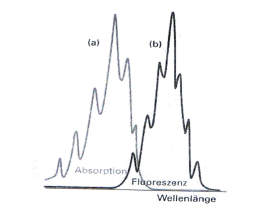 (a) (b)
Absorption
Fluoreszenz
Wellenlänge